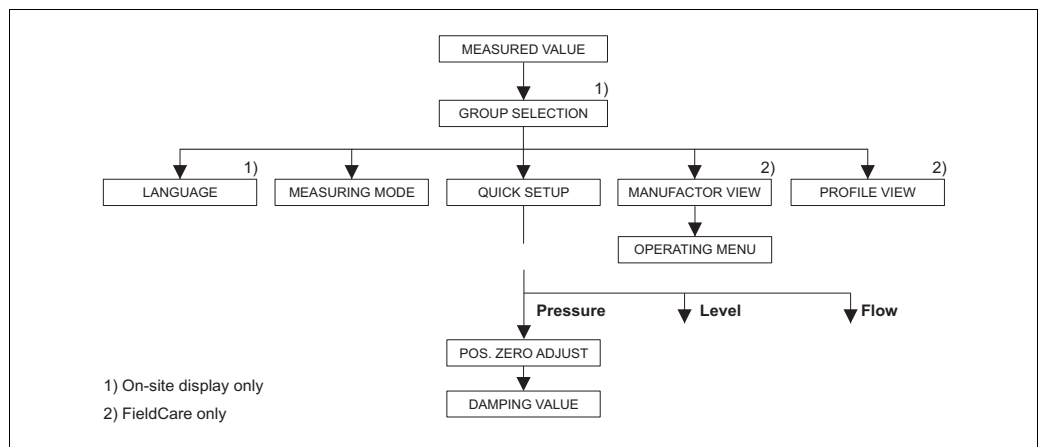 MEASURED VALUE
1)
GROUP SELECTION
1)
2)
2)
LANGUAGE
MEASURING MODE
QUICK SETUP
MANUFACTOR VIEW
PROFILE VIEW
OPERATING MENU
Pressure
Level
Flow
POS. ZERO ADJUST
1) On-site display only
DAMPING VALUE
2) FieldCare only